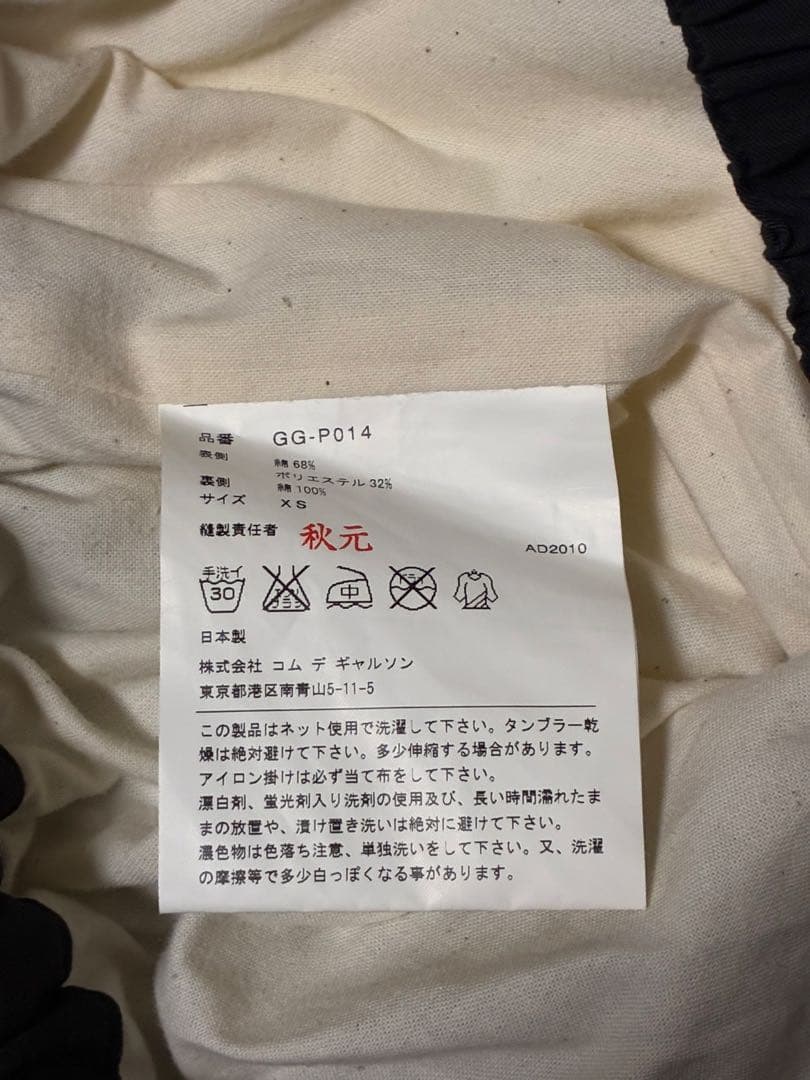 品番 GG-P014
表側 綿 68%
ポリエステル 32%
裏側 綿 100%
サイズ XS
縫製責任者 秋元
AD2010
手洗イ 30 エンソ サラシ 中 ドライ
日本製
株式会社 コム デ ギャルソン
東京都港区南青山5-11-5
この製品はネット使用で洗濯して下さい。タンブラー乾
燥は絶対避けて下さい。多少伸縮する場合があります。
アイロン掛けは必ず当て布をして下さい。
漂白剤、蛍光剤入り洗剤の使用及び、長い時間濡れたま
まの放置や、漬け置き洗いは絶対に避けて下さい。
濃色物は色落ち注意、単独洗いをして下さい。又、洗濯
の摩擦等で多少白っぽくなる事があります。